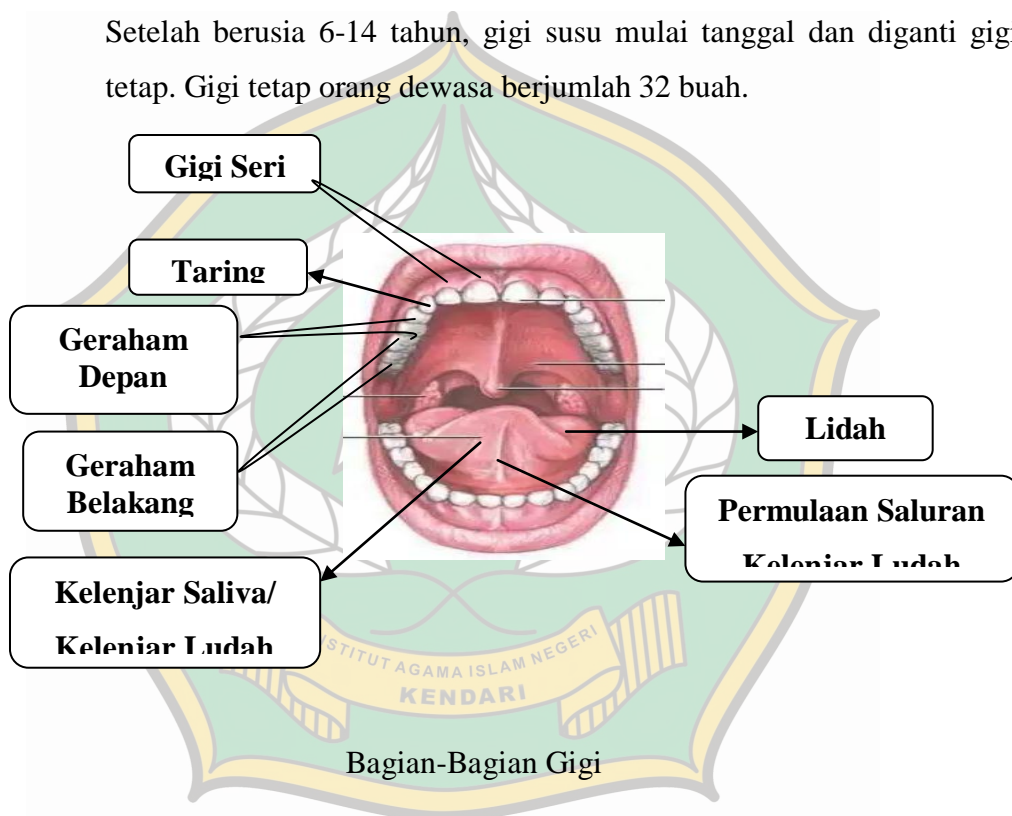 Setelah berusia 6-14 tahun, gigi susu mulai tanggal dan diganti gigi
tetap. Gigi tetap orang dewasa berjumlah 32 buah.
Gigi Seri
Taring
Geraham
Depan
Geraham
Belakang
Lidah
Permulaan Saluran
Kelenjar Ludah
Kelenjar Saliva/
Kelenjar Ludah
INSTITUT AGAMA ISLAM NEGERI
KENDARI
Bagian-Bagian Gigi